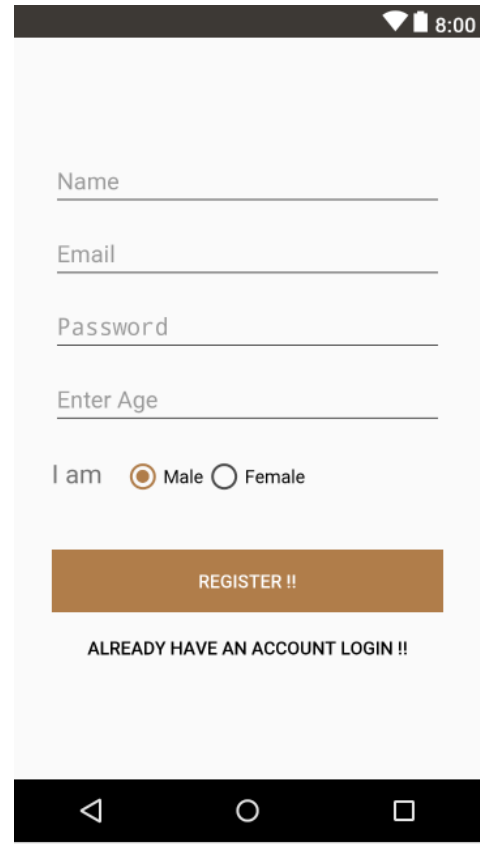 8:00
Name
Email
Password
Enter Age
I am Male Female
REGISTER !!
ALREADY HAVE AN ACCOUNT LOGIN !!